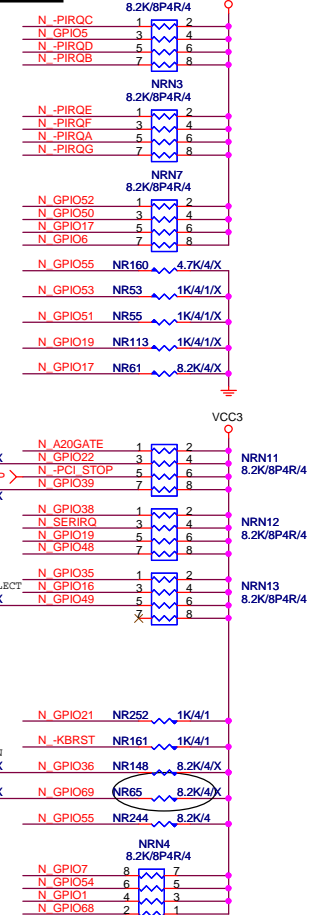 8.2K/8P4R/4
N_-PIRQC 1 2
N_GPIO5 3 4
N_-PIRQD 5 6
N_-PIRQB 7 8
NRN3
8.2K/8P4R/4
N_-PIRQE 1 2
N_-PIRQF 3 4
N_-PIRQA 5 6
N_-PIRQG 7 8
NRN7
8.2K/8P4R/4
N_GPIO52 1 2
N_GPIO50 3 4
N_GPIO17 5 6
N_GPIO6 7 8
N_GPIO55 NR160 4.7K/4/X
N_GPIO53 NR53 1K/4/1/X
N_GPIO51 NR55 1K/4/1/X
N_GPIO19 NR113 1K/4/1/X
N_GPIO17 NR61 8.2K/4/X
VCC3
N_A20GATE 1 2
X N_GPIO22 3 4 NRN11
P N_-PCI_STOP 5 6 8.2K/8P4R/4
X N_GPIO39 7 8
N_GPIO38 1 2
N_SERIRQ 3 4 NRN12
N_GPIO19 5 6 8.2K/8P4R/4
N_GPIO48 7 8
N_GPIO35 1 2
LECT N_GPIO16 3 4 NRN13
X N_GPIO49 5 6 8.2K/8P4R/4
7 8
N_GPIO21 NR252 1K/4/1
N_-KBRST NR161 1K/4/1
N
X N_GPIO36 NR148 8.2K/4/X
X N_GPIO69 NR65 8.2K/4/X
N_GPIO55 NR244 8.2K/4
NRN4
8.2K/8P4R/4
N_GPIO7 8 7
N_GPIO54 6 5
N_GPIO1 4 3
N_GPIO68 2 1